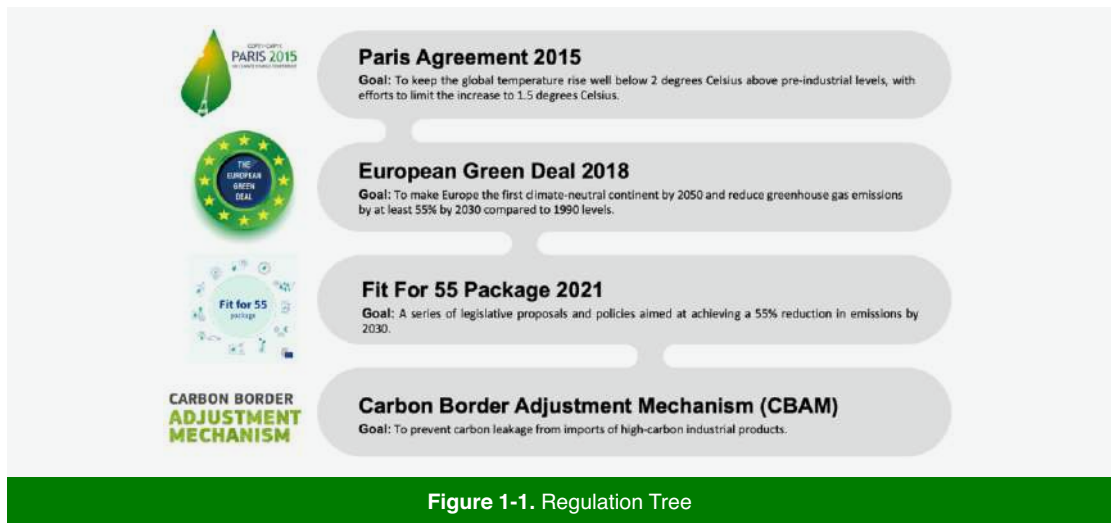 PARIS 2015
Paris Agreement 2015
Goal: To keep the global temperature rise well below 2 degrees Celsius above pre-industrial levels, with
efforts to limit the increase to 1.5 degrees Celsius.
THE
EUROPEAN
GREEN
DEAL
European Green Deal 2018
Goal: To make Europe the first climate-neutral continent by 2050 and reduce greenhouse gas emissions
by at least 55% by 2030 compared to 1990 levels.
Fit for 55
package
Fit For 55 Package 2021
Goal: A series of legislative proposals and policies aimed at achieving a 55% reduction in emissions by
2030.
CARBON BORDER
ADJUSTMENT
MECHANISM
Carbon Border Adjustment Mechanism (CBAM)
Goal: To prevent carbon leakage from imports of high-carbon industrial products.
Figure 1-1. Regulation Tree